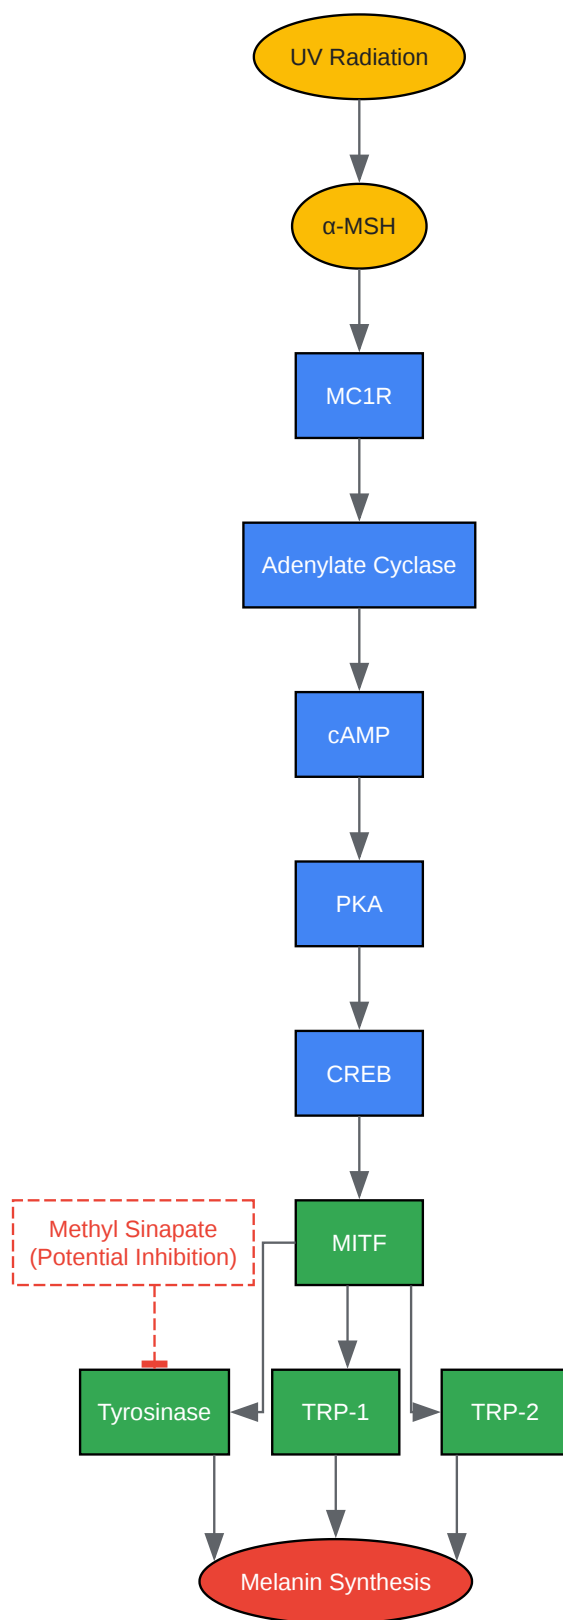 UV Radiation
α-MSH
MC1R
Adenylate Cyclase
cAMP
PKA
CREB
Methyl Sinapate
(Potential Inhibition)
MITF
Tyrosinase
TRP-1
TRP-2
Melanin Synthesis